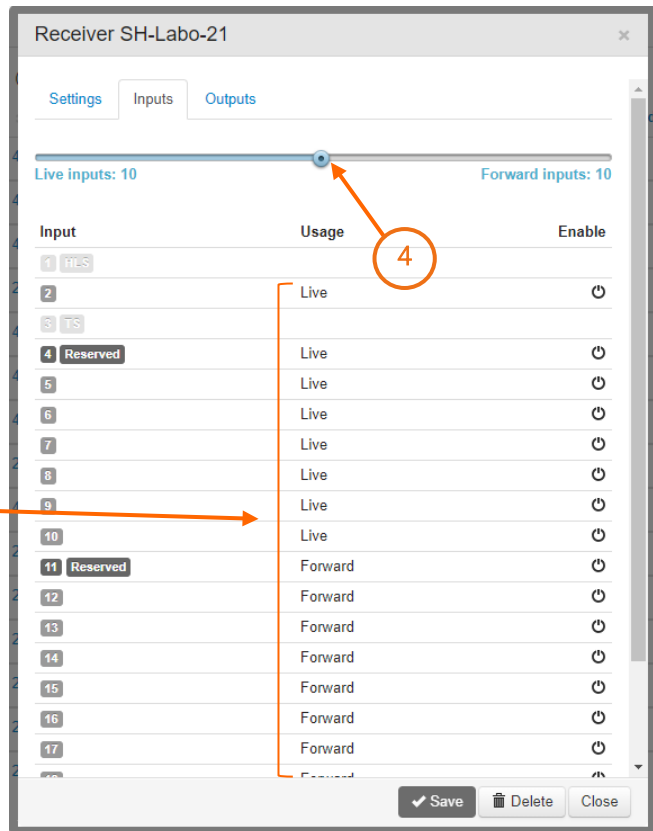 Receiver SH-Labo-21 ×
Settings Inputs Outputs
Live inputs: 10 Forward inputs: 10
Input Usage Enable
4
1 HLS
2 Live
3 TS
4 Reserved Live
5 Live
6 Live
7 Live
8 Live
9 Live
10 Live
11 Reserved Forward
12 Forward
13 Forward
14 Forward
15 Forward
16 Forward
17 Forward
Forward
Save Delete Close